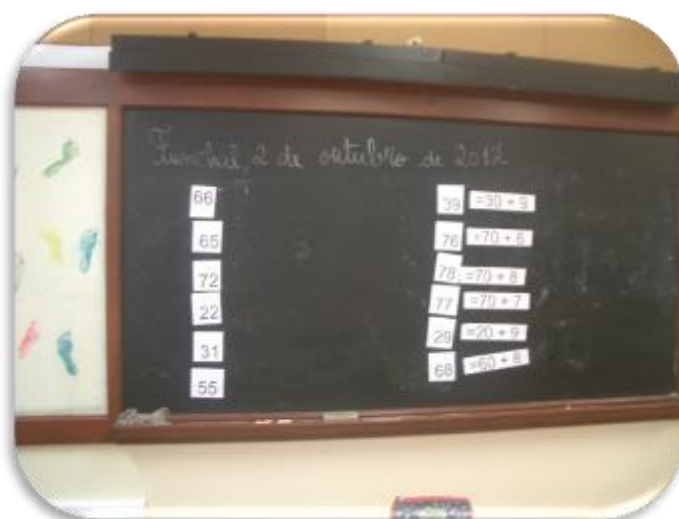 Funchal, 2 de outubro de 2012
66
65
72
22
31
55
39 =30 + 9
76 =70 + 6
78 =70 + 8
77 =70 + 7
29 =20 + 9
68 =60 + 8